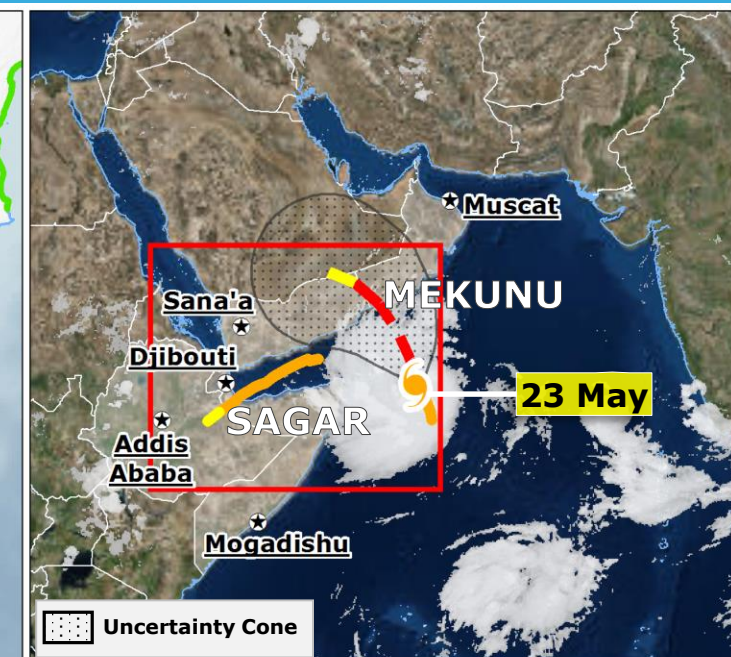 Muscat
MEKUNU
Sana'a
Djibouti
23 May
SAGAR
Addis
Ababa
Mogadishu
Uncertainty Cone